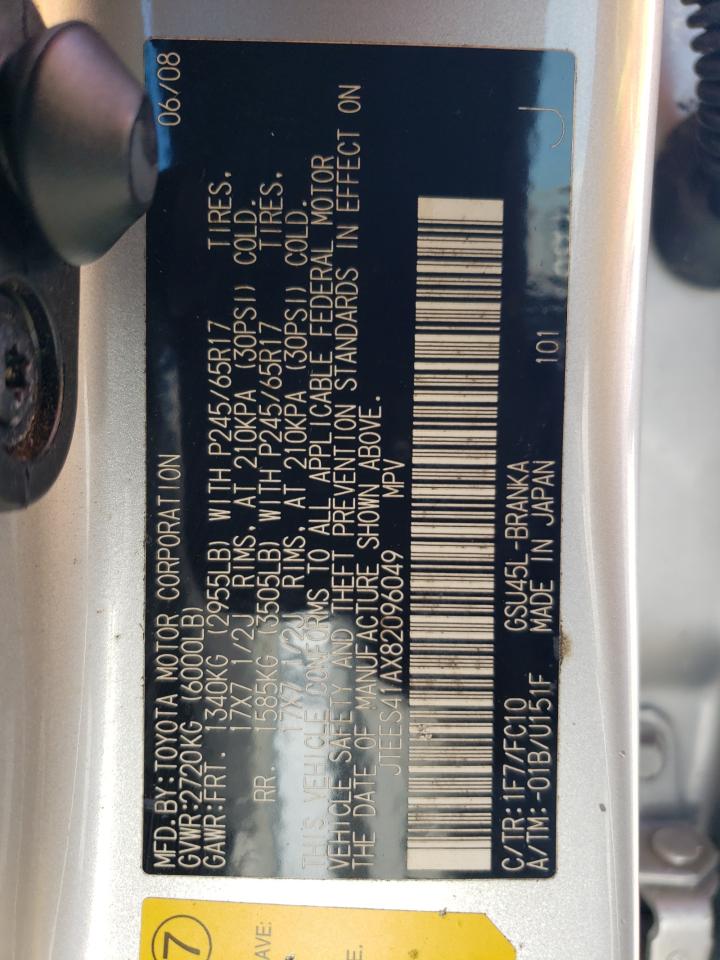 MFD.BY:TOYOTA MOTOR CORPORATION 06/08
GVWR:2720KG (6000LB)
GAWR:FRT. 1340KG (2955LB) WITH P245/65R17 TIRES,
17X7 1/2J RIMS, AT 210KPA (30PSI) COLD.
RR. 1585KG (3505LB) WITH P245/65R17 TIRES,
17X7 1/2J RIMS, AT 210KPA (30PSI) COLD.
THIS VEHICLE CONFORMS TO ALL APPLICABLE FEDERAL MOTOR
VEHICLE SAFETY AND THEFT PREVENTION STANDARDS IN EFFECT ON
THE DATE OF MANUFACTURE SHOWN ABOVE.
JTEES41AX82096049 MPV
C/TR:1F7/FC10 GSU45L-BRANKA
A/TM:-01B/U151F MADE IN JAPAN 101 J
7
AVE:
E.